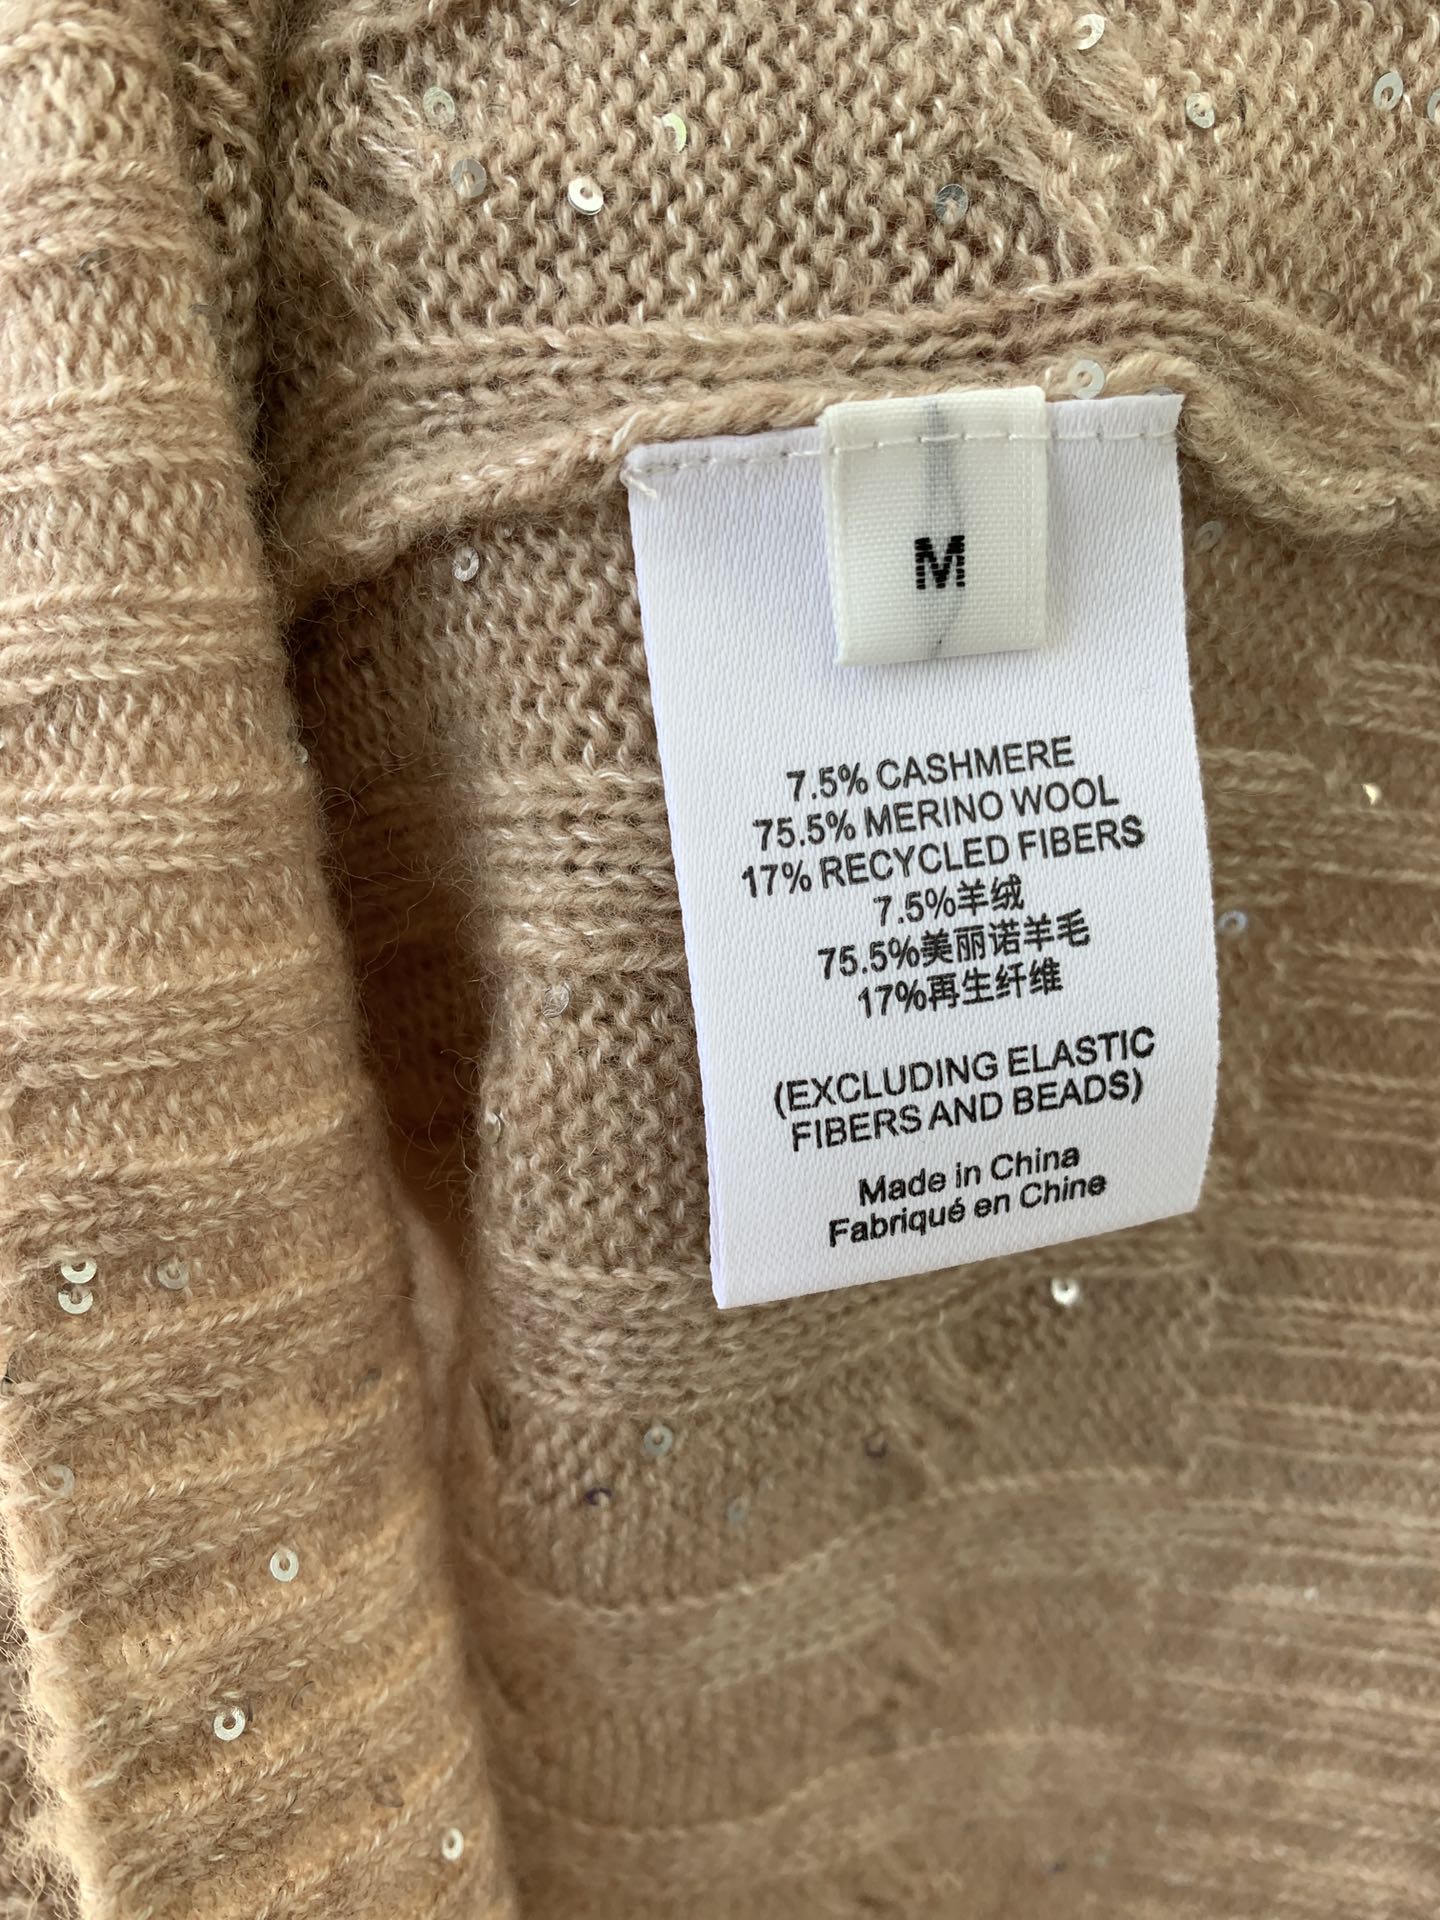 M
7.5% CASHMERE
75.5% MERINO WOOL
17% RECYCLED FIBERS
7.5%羊绒
75.5%美丽诺羊毛
17%再生纤维
(EXCLUDING ELASTIC
FIBERS AND BEADS)
Made in China
Fabriqué en Chine